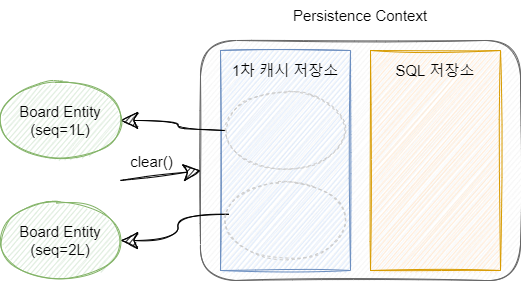 Persistence Context
1차 캐시 저장소
SQL 저장소
Board Entity
(seq=1L)
clear()
Board Entity
(seq=2L)